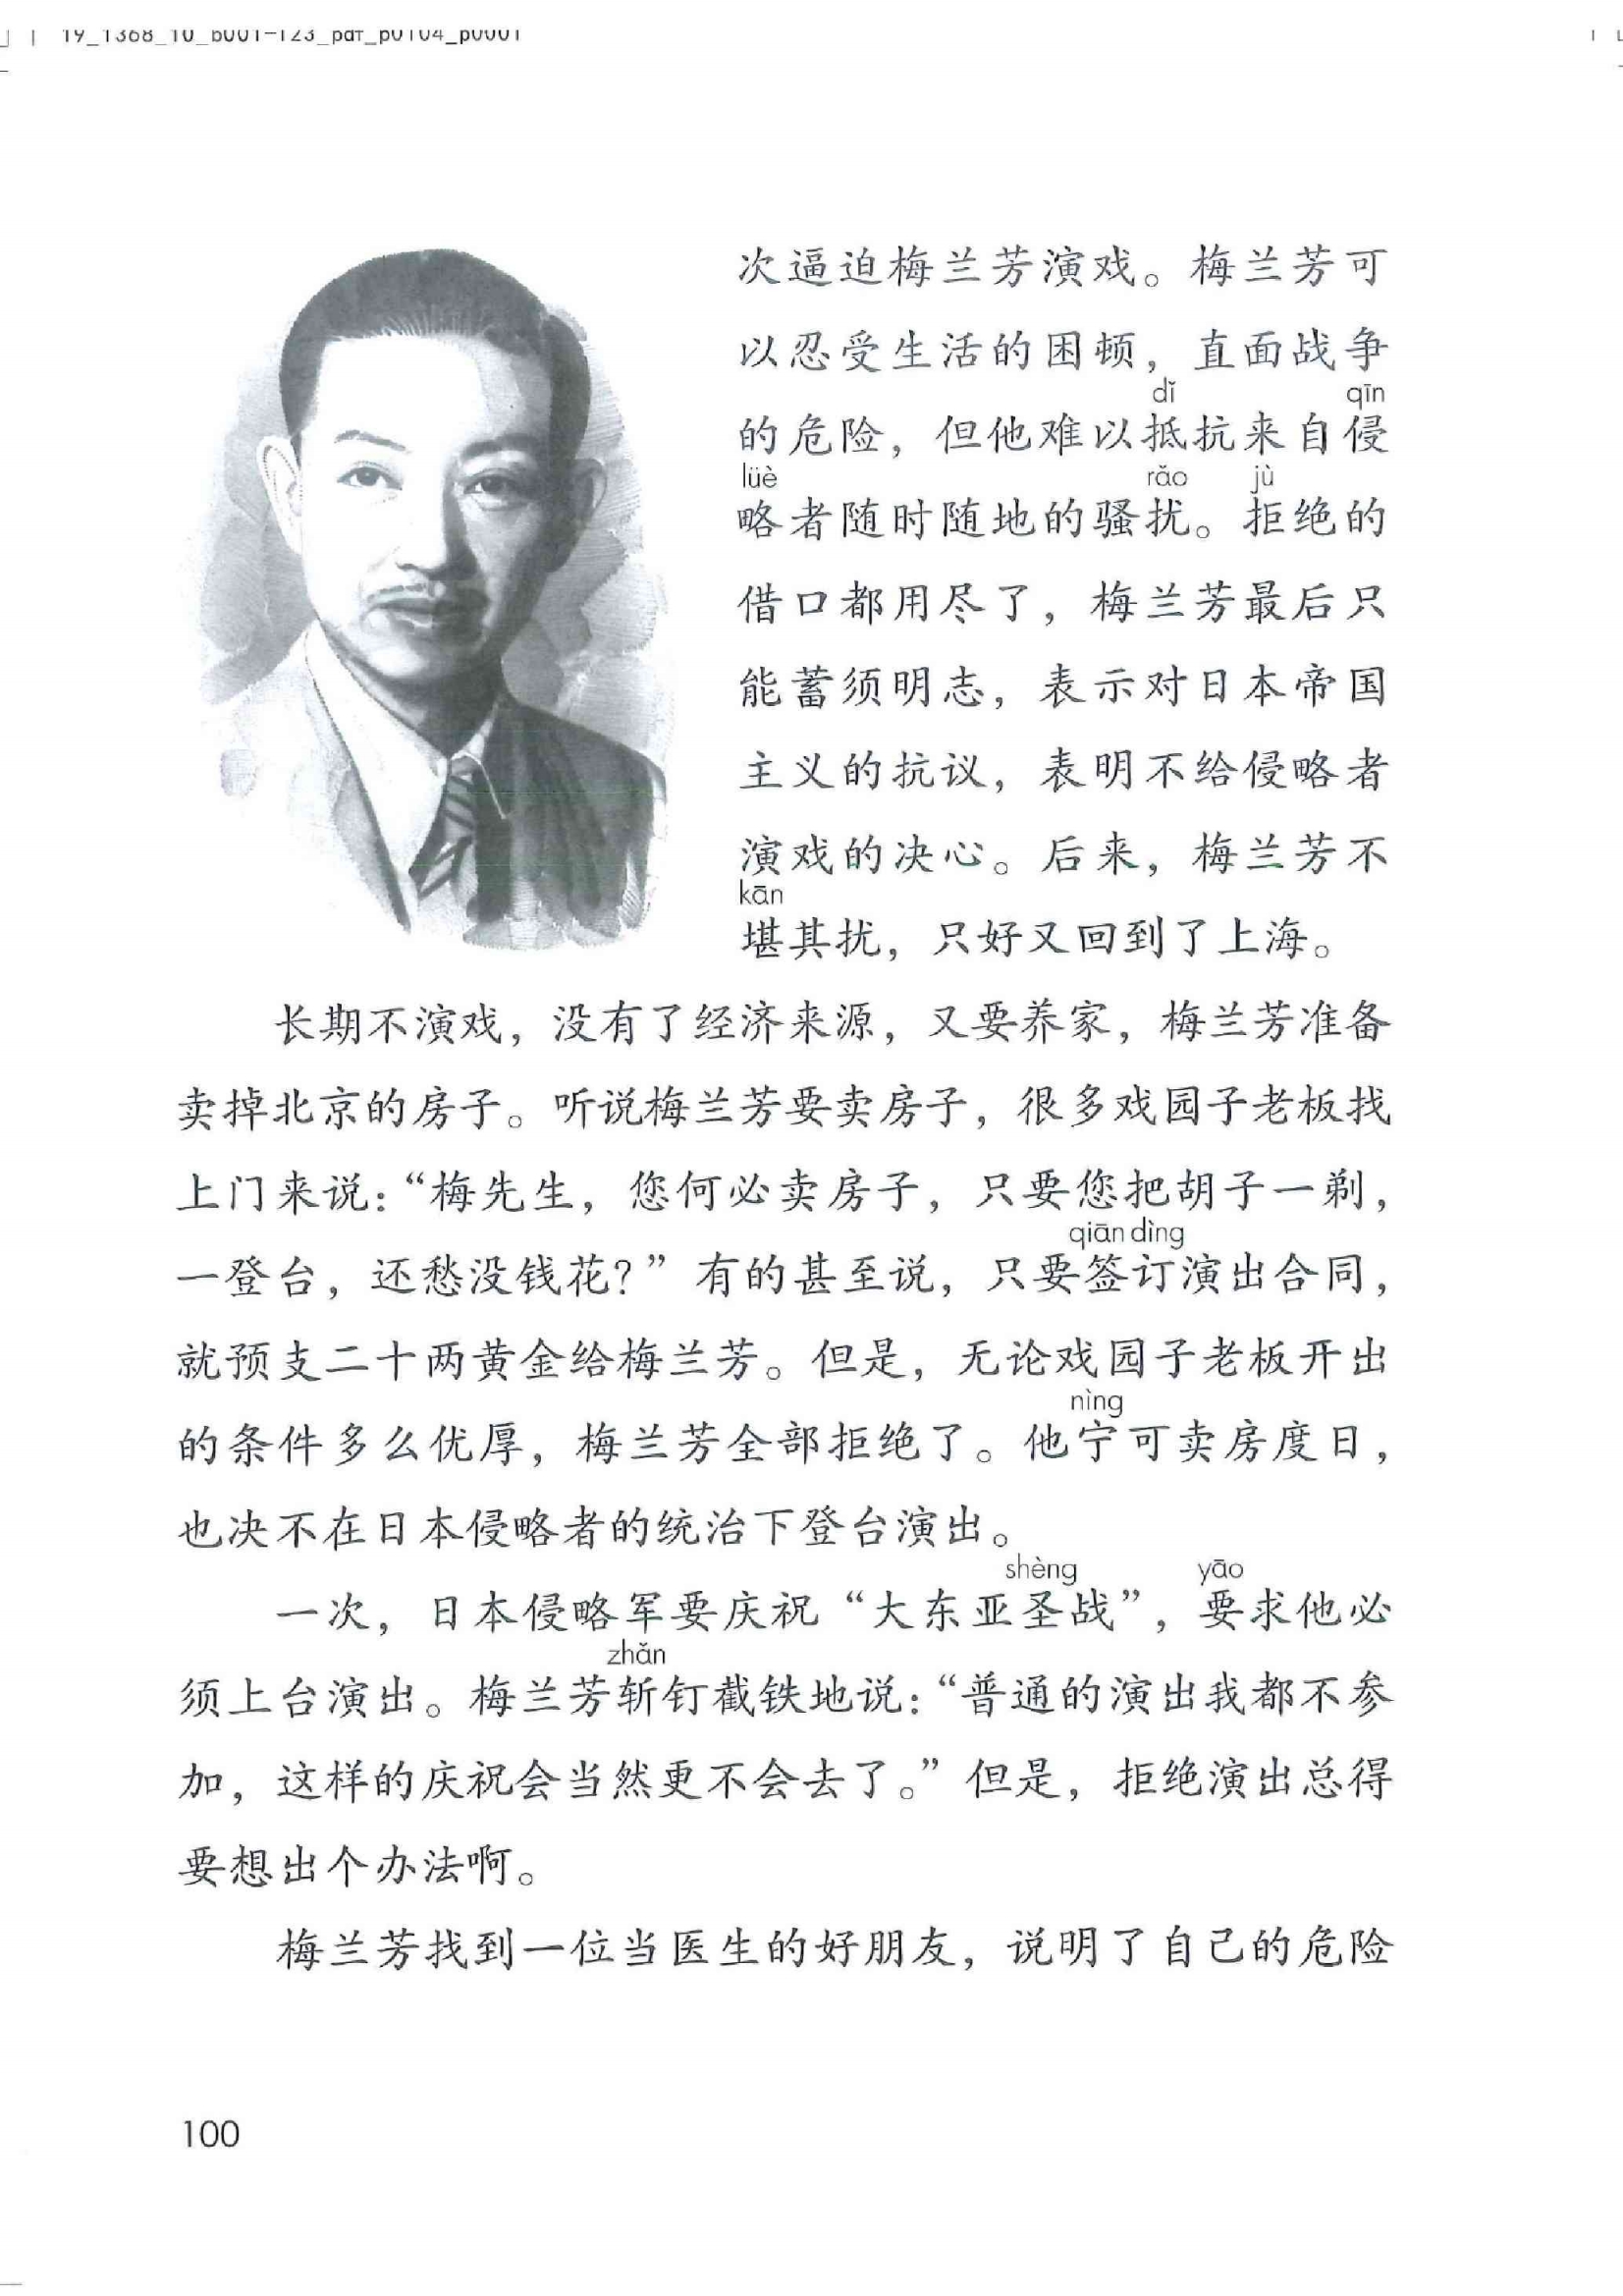 19_1368_10_b001-123_pdf_p0104_p0001
次逼迫梅兰芳演戏。梅兰芳可
以忍受生活的困顿，直面战争
dǐ qīn
的危险，但他难以抵抗来自侵
lüè rǎo jù
略者随时随地的骚扰。拒绝的
借口都用尽了，梅兰芳最后只
能蓄须明志，表示对日本帝国
主义的抗议，表明不给侵略者
演戏的决心。后来，梅兰芳不
kān
堪其扰，只好又回到了上海。
长期不演戏，没有了经济来源，又要养家，梅兰芳准备
卖掉北京的房子。听说梅兰芳要卖房子，很多戏园子老板找
上门来说：“梅先生，您何必卖房子，只要您把胡子一剃，
qiān dìng
一登台，还愁没钱花？”有的甚至说，只要签订演出合同，
就预支二十两黄金给梅兰芳。但是，无论戏园子老板开出
nìng
的条件多么优厚，梅兰芳全部拒绝了。他宁可卖房度日，
也决不在日本侵略者的统治下登台演出。
shèng yāo
一次，日本侵略军要庆祝“大东亚圣战”，要求他必
zhǎn
须上台演出。梅兰芳斩钉截铁地说：“普通的演出我都不参
加，这样的庆祝会当然更不会去了。”但是，拒绝演出总得
要想出个办法啊。
梅兰芳找到一位当医生的好朋友，说明了自己的危险
100